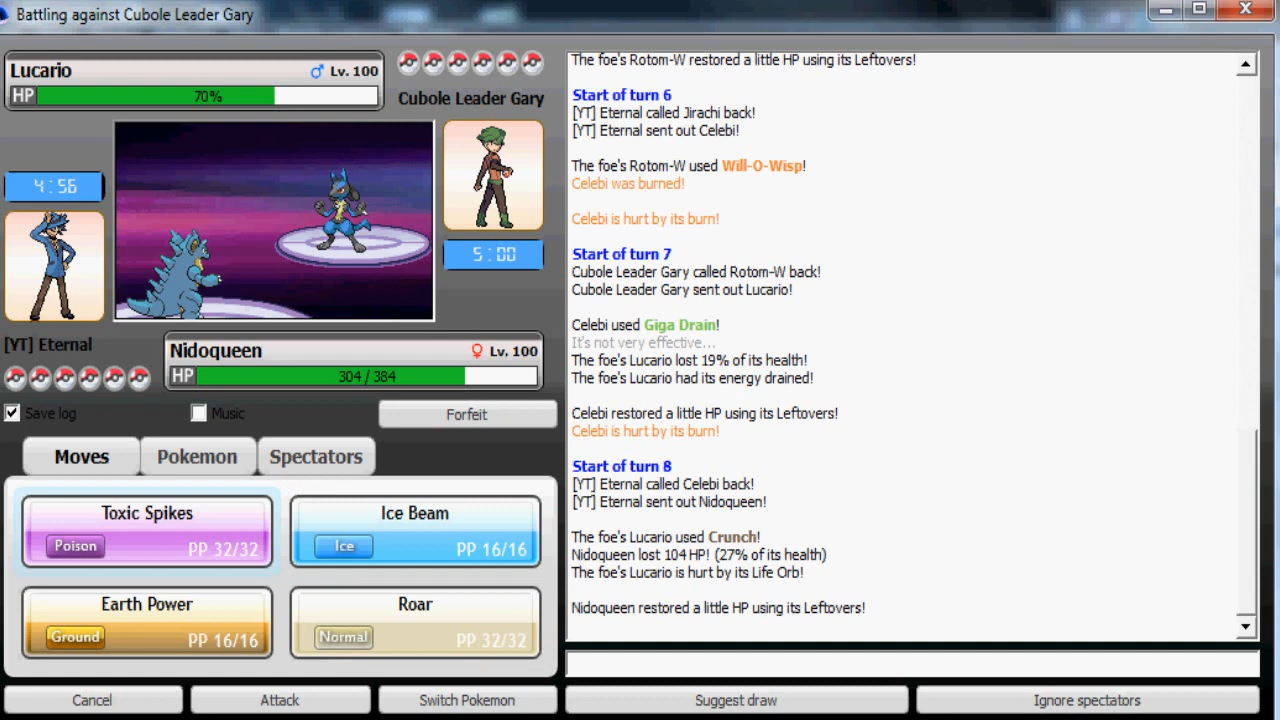 Battling against Cubole Leader Gary
Lucario ♂ Lv. 100
HP 70%
Cubole Leader Gary
4:56
5:00
[YT] Eternal
Nidoqueen ♀ Lv. 100
HP 304 / 384
Save log
Music
Forfeit
Moves
Pokemon
Spectators
Toxic Spikes
Poison PP 32/32
Ice Beam
Ice PP 16/16
Earth Power
Ground PP 16/16
Roar
Normal PP 32/32
Cancel
Attack
Switch Pokemon
The foe's Rotom-W restored a little HP using its Leftovers!
Start of turn 6
[YT] Eternal called Jirachi back!
[YT] Eternal sent out Celebi!
The foe's Rotom-W used Will-O-Wisp!
Celebi was burned!
Celebi is hurt by its burn!
Start of turn 7
Cubole Leader Gary called Rotom-W back!
Cubole Leader Gary sent out Lucario!
Celebi used Giga Drain!
It's not very effective...
The foe's Lucario lost 19% of its health!
The foe's Lucario had its energy drained!
Celebi restored a little HP using its Leftovers!
Celebi is hurt by its burn!
Start of turn 8
[YT] Eternal called Celebi back!
[YT] Eternal sent out Nidoqueen!
The foe's Lucario used Crunch!
Nidoqueen lost 104 HP! (27% of its health)
The foe's Lucario is hurt by its Life Orb!
Nidoqueen restored a little HP using its Leftovers!
Suggest draw
Ignore spectators